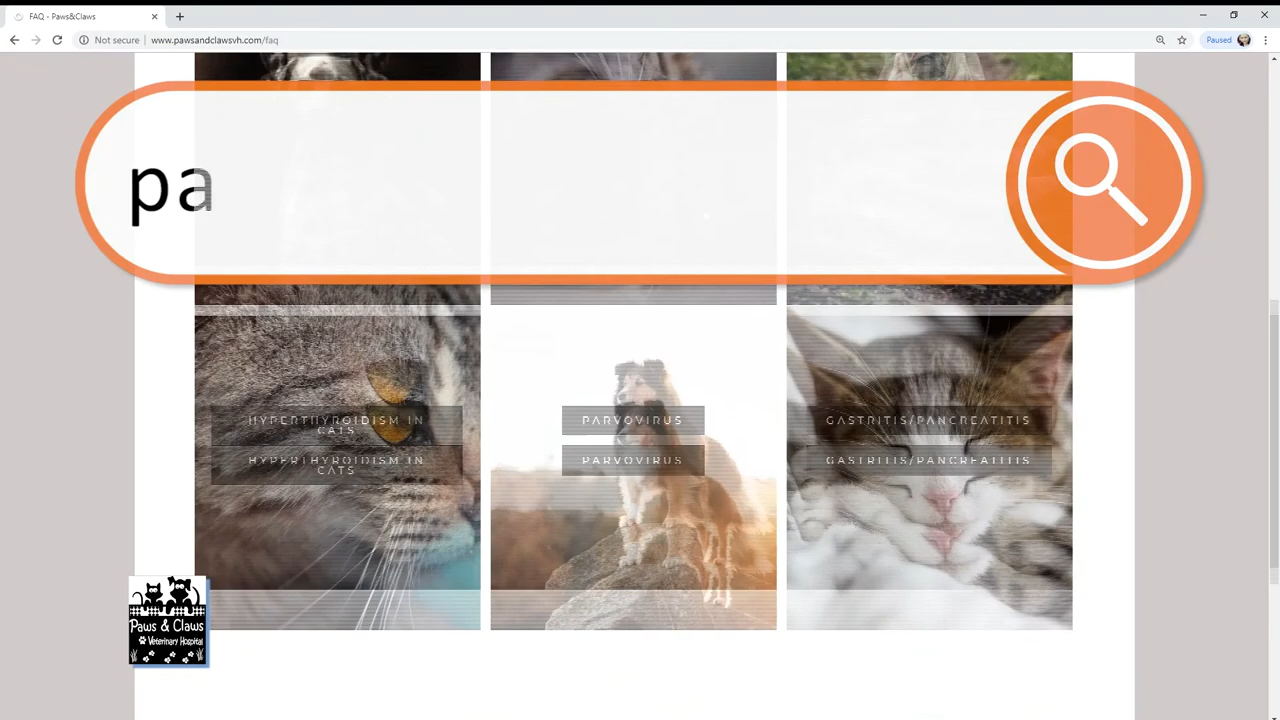 FAQ - Paws&Claws
Not secure
www.pawsandclawsvh.com/faq
Paused
pa
HYPERTHYROIDISM IN
CATS
PARVOVIRUS
GASTRITIS/PANCREATITIS
HYPERTHYROIDISM IN
CATS
PARVOVIRUS
GASTRITIS/PANCREATITIS
Paws & Claws
Veterinary Hospital